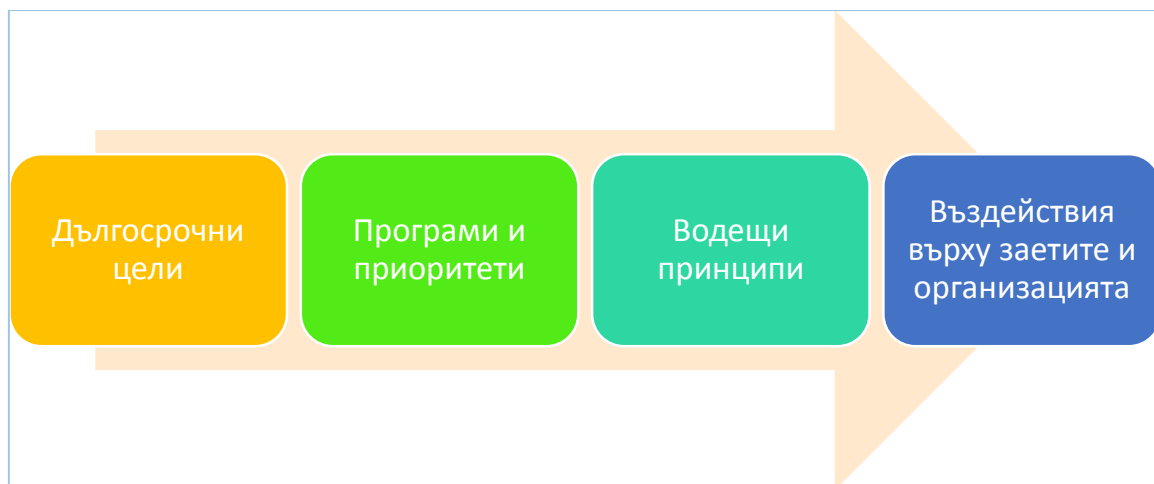 Дългосрочни
цели
Програми и
приоритети
Водещи
принципи
Въздействия
върху заетите и
организацията